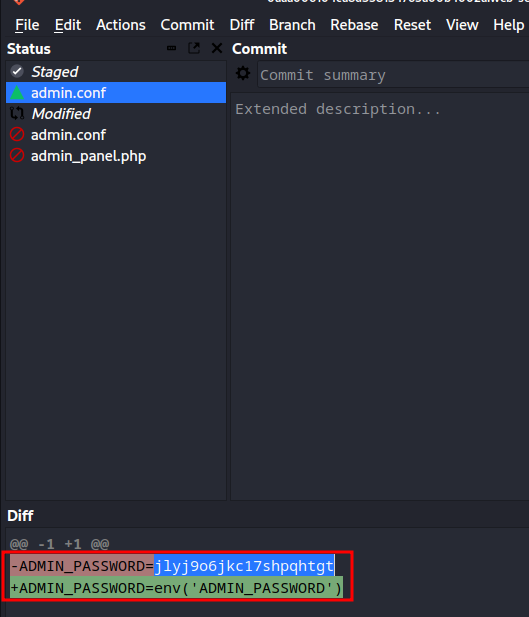 File Edit Actions Commit Diff Branch Rebase Reset View Help
Status
Commit
Staged
Commit summary
admin.conf
Extended description...
Modified
admin.conf
admin_panel.php
Diff
@@ -1 +1 @@
-ADMIN_PASSWORD=jlyj9o6jkc17shpqhtgt
+ADMIN_PASSWORD=env('ADMIN_PASSWORD')